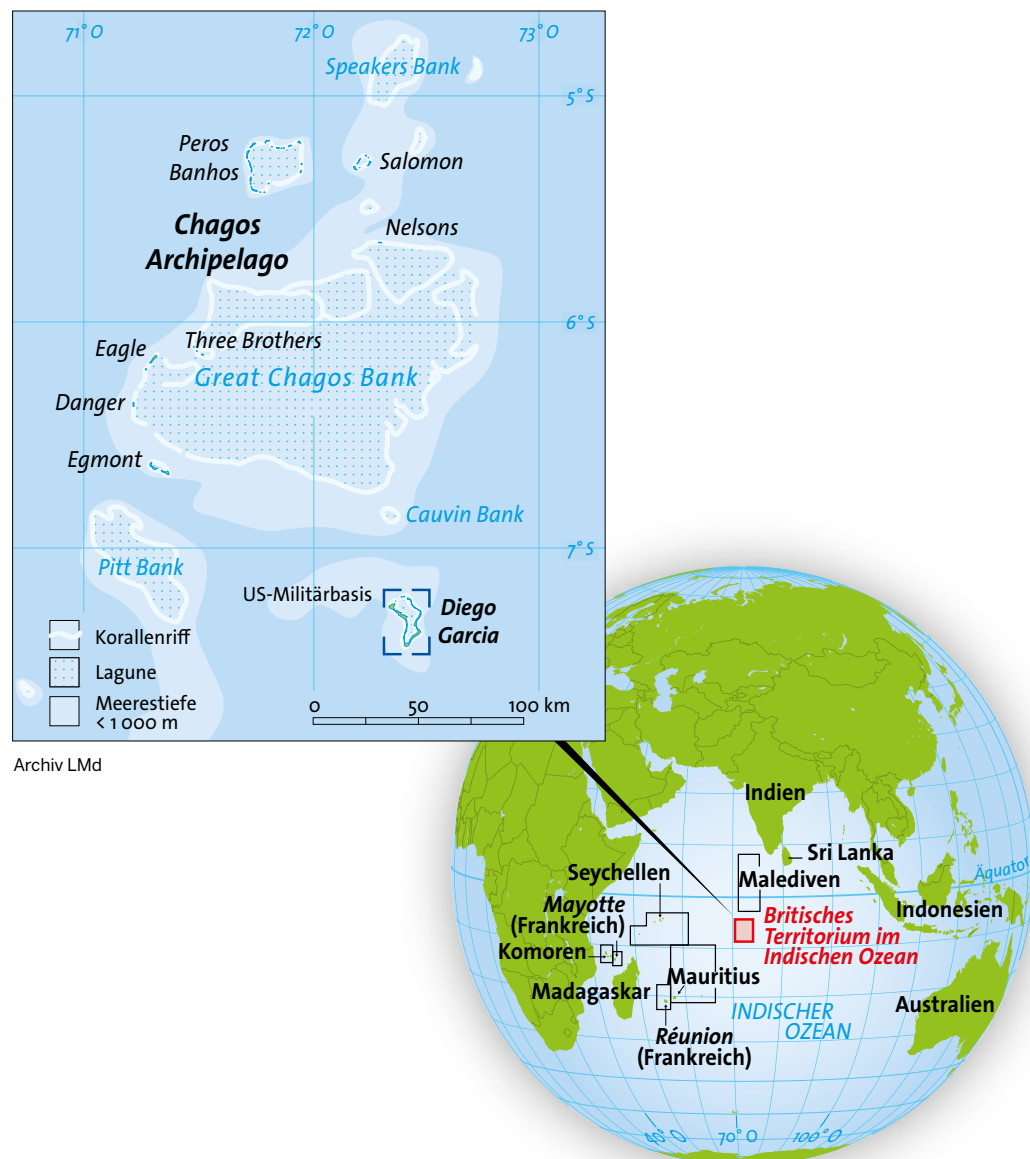 71° O
72° O
73° O
Speakers Bank
5° S
Peros
Banhos
Salomon
Chagos
Archipelago
Nelsons
6° S
Eagle
Three Brothers
Great Chagos Bank
Danger
Egmont
Cauvin Bank
7° S
Pitt Bank
US-Militärbasis
Diego
Garcia
Korallenriff
Lagune
Meerestiefe
< 1 000 m
0
50
100 km
Archiv LMd
Indien
Sri Lanka
Malediven
Äquator
Seychellen
Mayotte
(Frankreich)
Komoren
Indonesien
Britisches
Territorium im
Indischen Ozean
Madagaskar
Mauritius
Australien
INDISCHER
OZEAN
Réunion
(Frankreich)
40° O
70° O
100° O